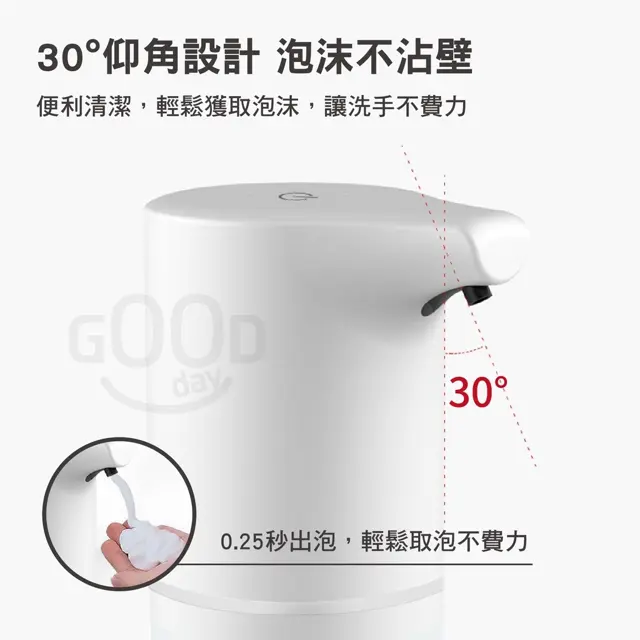 30°仰角設計 泡沫不沾壁
便利清潔，輕鬆獲取泡沫，讓洗手不費力
GOOD
day
30°
0.25秒出泡，輕鬆取泡不費力